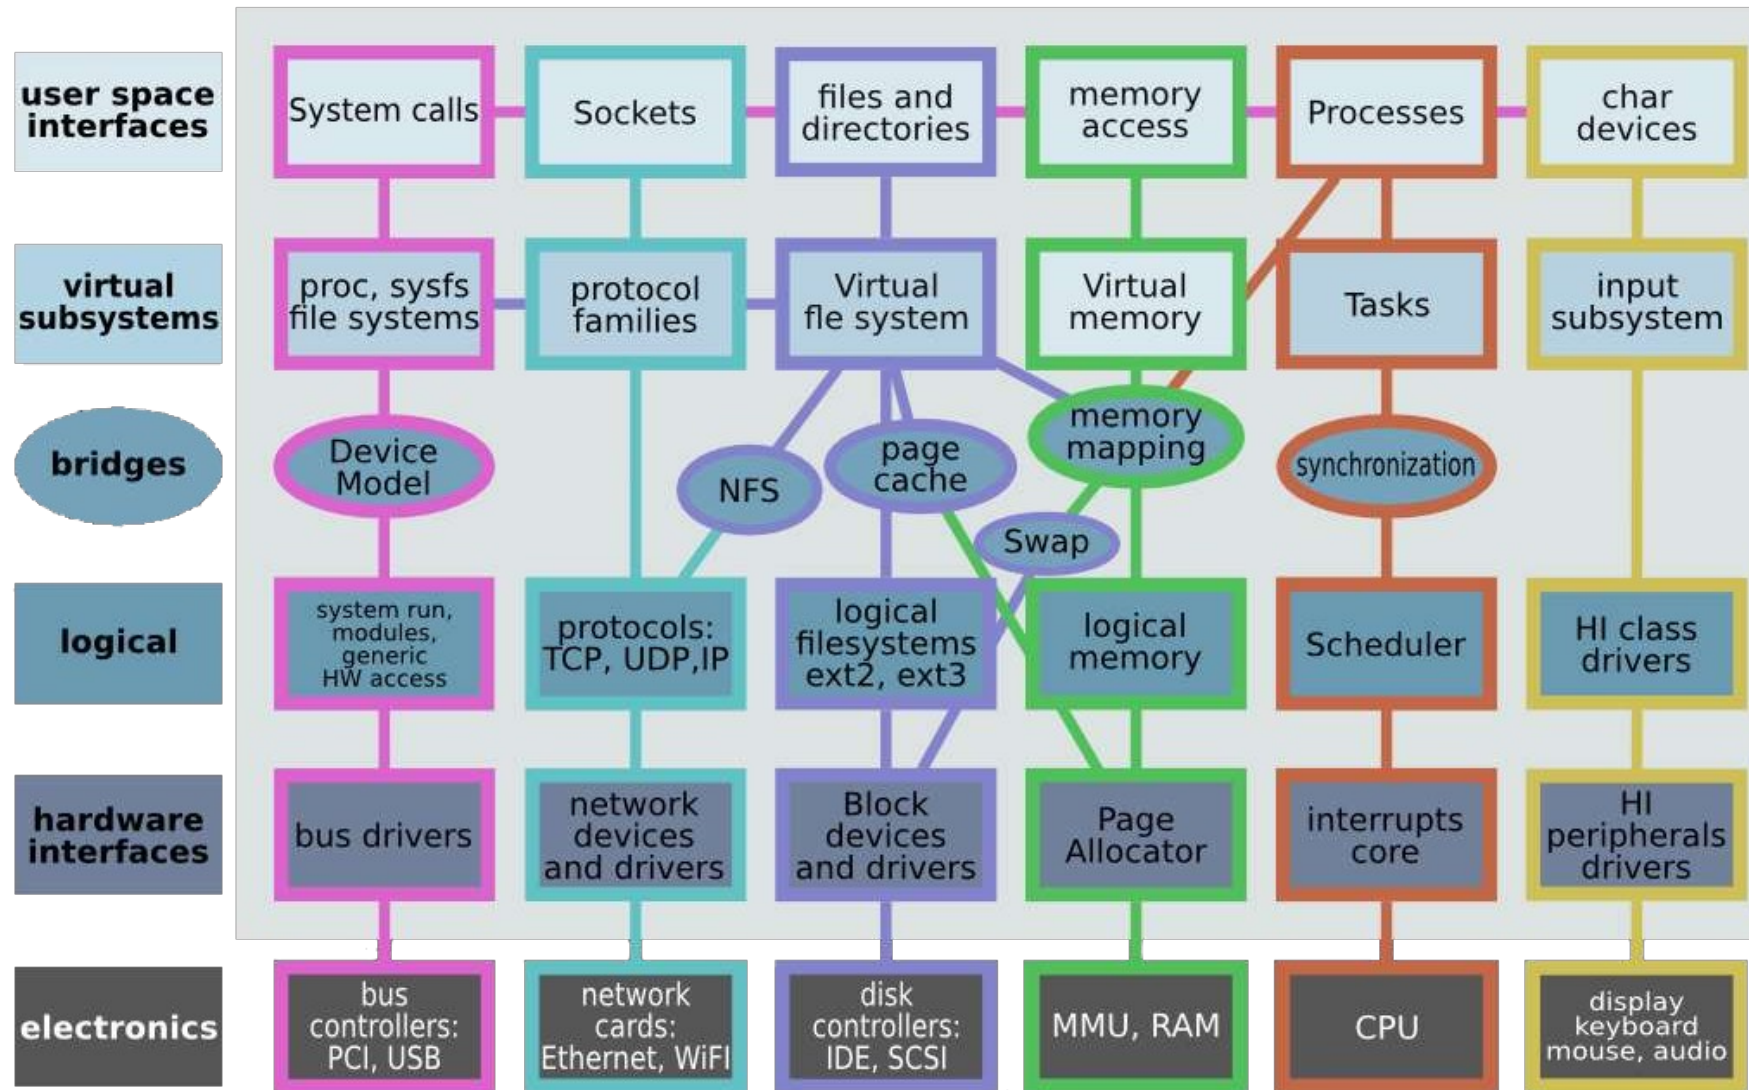 user space
interfaces
System calls
Sockets
files and
directories
memory
access
Processes
char
devices
virtual
subsystems
proc, sysfs
file systems
protocol
families
Virtual
fle system
Virtual
memory
Tasks
input
subsystem
bridges
Device
Model
NFS
page
cache
memory
mapping
Swap
synchronization
logical
system run,
modules,
generic
HW access
protocols:
TCP, UDP,IP
logical
filesystems
ext2, ext3
logical
memory
Scheduler
HI class
drivers
hardware
interfaces
bus drivers
network
devices
and drivers
Block
devices
and drivers
Page
Allocator
interrupts
core
HI
peripherals
drivers
electronics
bus
controllers:
PCI, USB
network
cards:
Ethernet, WiFI
disk
controllers:
IDE, SCSI
MMU, RAM
CPU
display
keyboard
mouse, audio